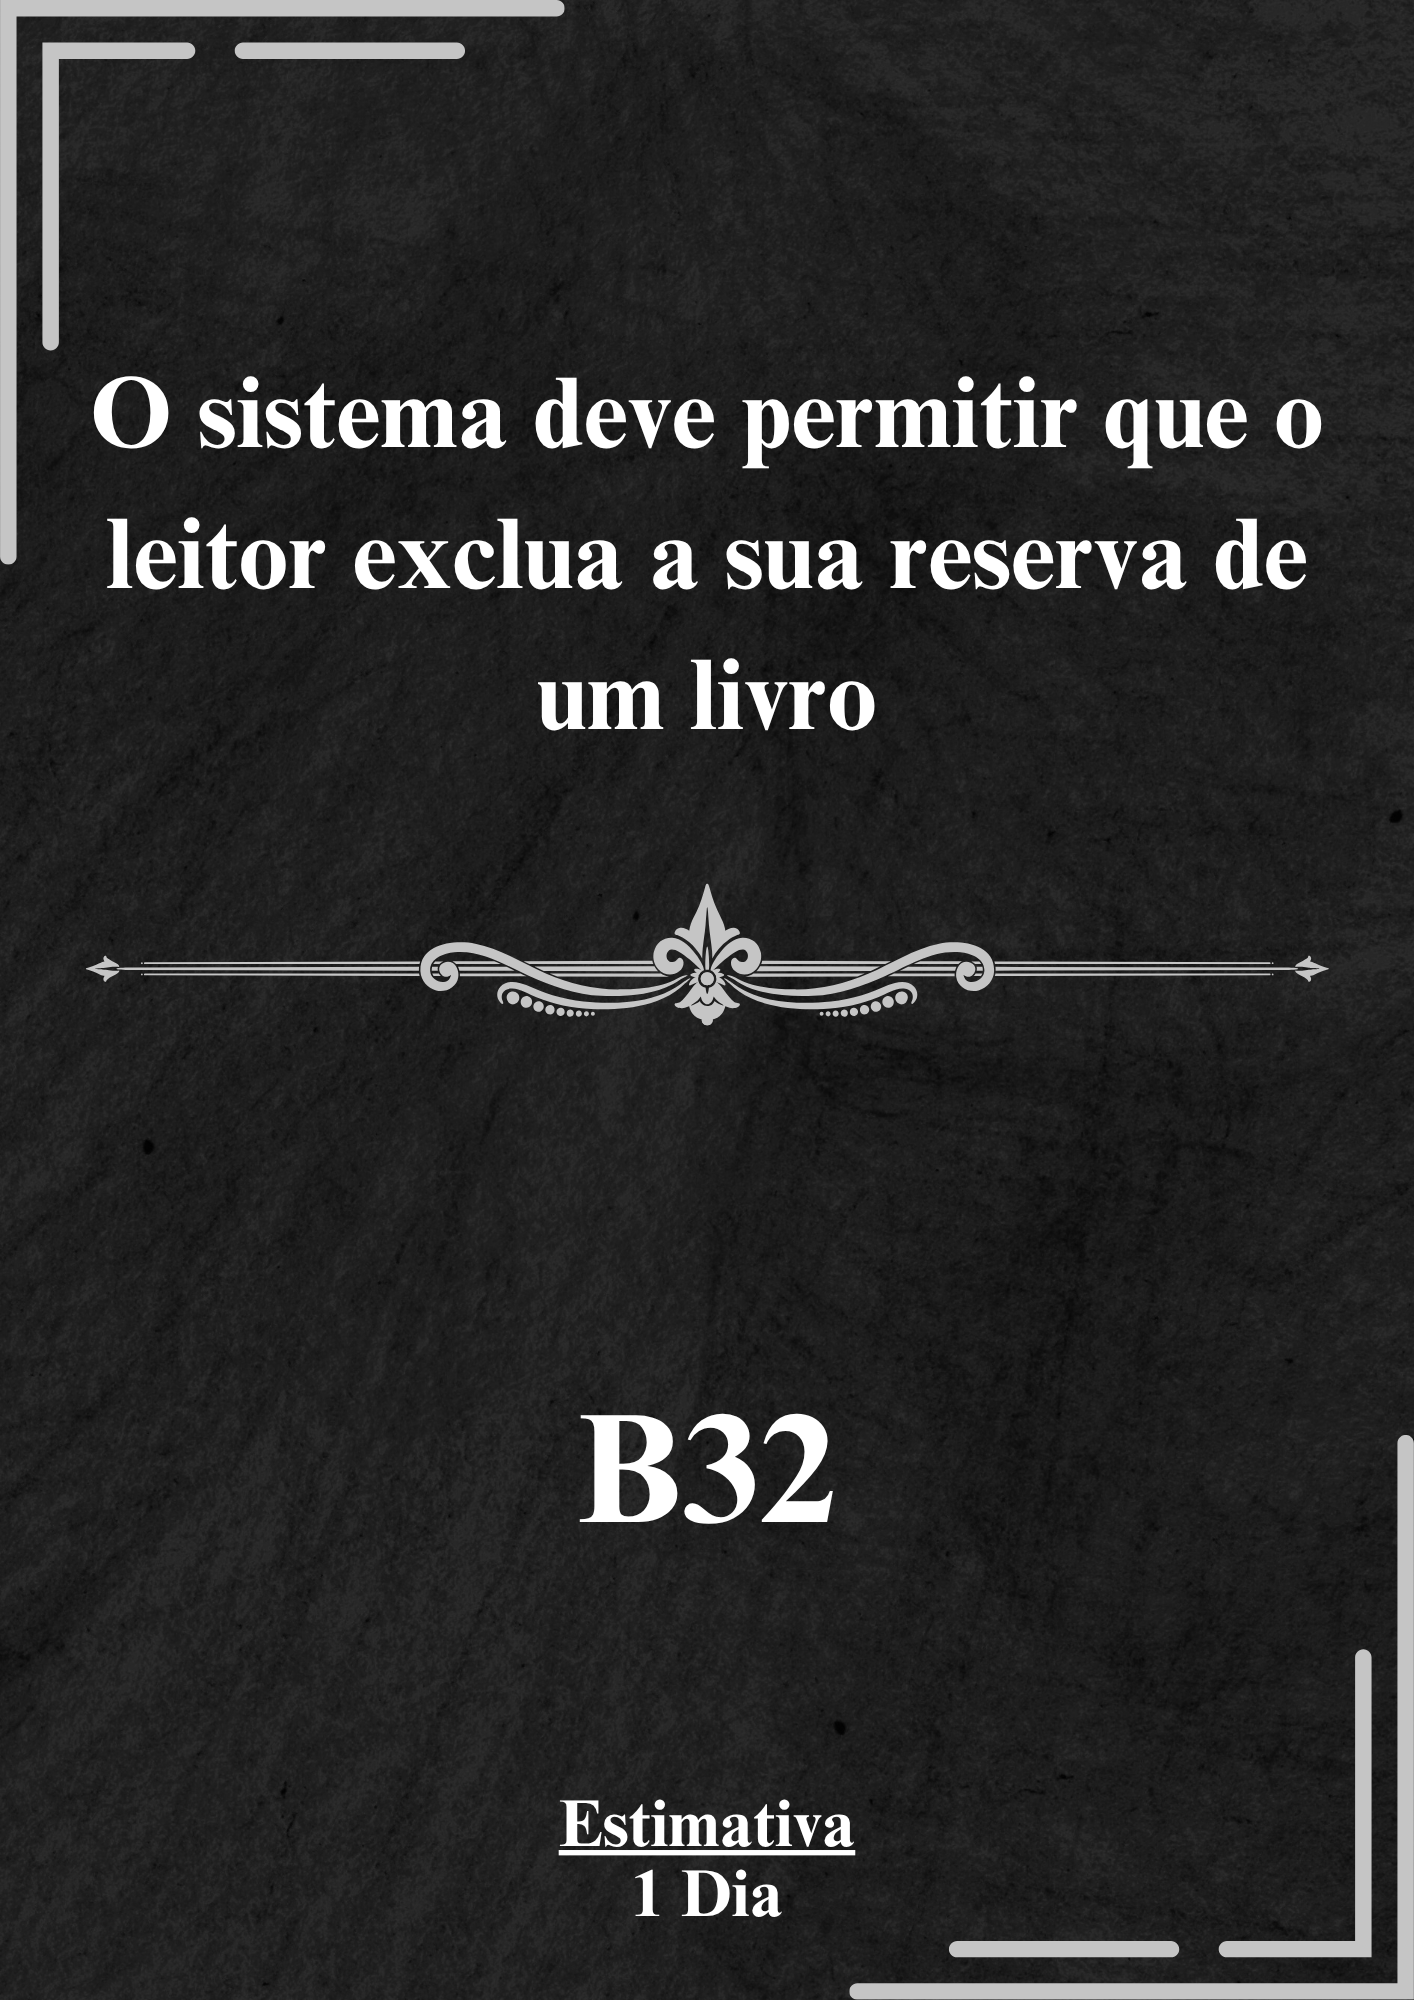 O sistema deve permitir que o
leitor exclua a sua reserva de
um livro
B32
Estimativa
1 Dia